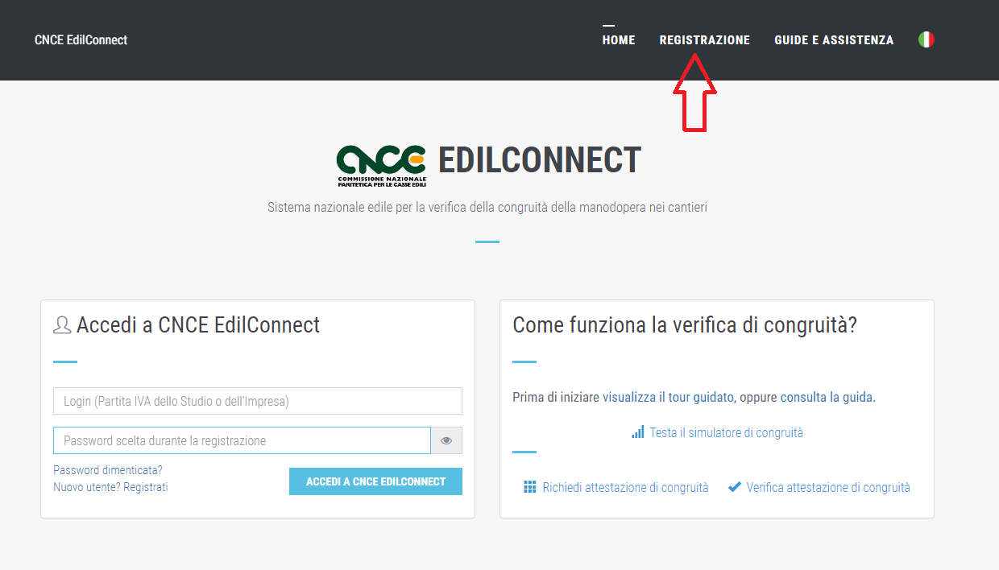 CNCE EdilConnect
HOME
REGISTRAZIONE
GUIDE E ASSISTENZA
CNCE
COMMISSIONE NAZIONALE
PARITETICA PER LE CASSE EDILI
EDILCONNECT
Sistema nazionale edile per la verifica della congruità della manodopera nei cantieri
Accedi a CNCE EdilConnect
Login (Partita IVA dello Studio o dell'Impresa)
Password scelta durante la registrazione
Password dimenticata?
Nuovo utente? Registrati
ACCEDI A CNCE EDILCONNECT
Come funziona la verifica di congruità?
Prima di iniziare visualizza il tour guidato, oppure consulta la guida.
Testa il simulatore di congruità
Richiedi attestazione di congruità
Verifica attestazione di congruità